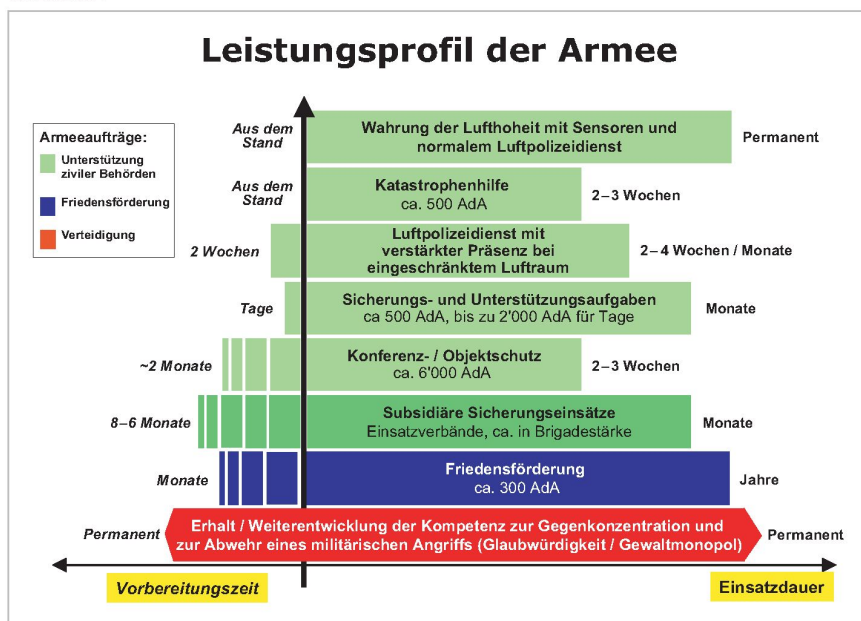 Leistungsprofil der Armee
Armeeaufträge:
Unterstützung
ziviler Behörden
Friedensförderung
Verteidigung
Aus dem
Stand
Wahrung der Lufthoheit mit Sensoren und
normalem Luftpolizeidienst
Permanent
Aus dem
Stand
Katastrophenhilfe
ca. 500 AdA
2–3 Wochen
2 Wochen
Luftpolizeidienst mit
verstärkter Präsenz bei
eingeschränktem Luftraum
2–4 Wochen / Monate
Tage
Sicherungs- und Unterstützungsaufgaben
ca 500 AdA, bis zu 2'000 AdA für Tage
Monate
~2 Monate
Konferenz- / Objektschutz
ca. 6'000 AdA
2–3 Wochen
8–6 Monate
Subsidiäre Sicherungseinsätze
Einsatzverbände, ca. in Brigadestärke
Monate
Monate
Friedensförderung
ca. 300 AdA
Jahre
Permanent
Erhalt / Weiterentwicklung der Kompetenz zur Gegenkonzentration und
zur Abwehr eines militärischen Angriffs (Glaubwürdigkeit / Gewaltmonopol)
Permanent
Vorbereitungszeit
Einsatzdauer